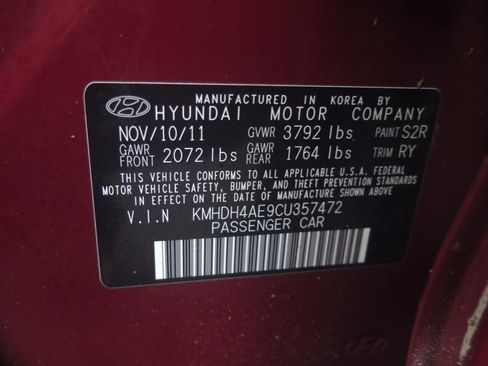 MANUFACTURED IN KOREA BY
HYUNDAI MOTOR COMPANY
NOV/10/11 GVWR 3792 lbs PAINT S2R
GAWR FRONT 2072 lbs GAWR REAR 1764 lbs TRIM RY
THIS VEHICLE CONFORMS TO ALL APPLICABLE U.S.A. FEDERAL
MOTOR VEHICLE SAFETY, BUMPER, AND THEFT PREVENTION STANDARDS
IN EFFECT ON THE DATE OF MANUFACTURE SHOWN ABOVE
V.I.N KMHDH4AE9CU357472
PASSENGER CAR